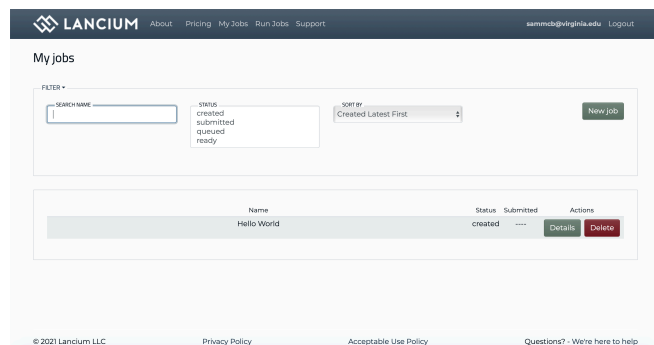 LANCIUM About Pricing My Jobs Run Jobs Support sammcb@virginia.edu Logout
My jobs
FILTER
SEARCH NAME STATUS SORT BY
created Created Latest First New job
submitted
queued
ready
Name Status Submitted Actions
Hello World created ---- Details Delete
© 2021 Lancium LLC Privacy Policy Acceptable Use Policy Questions? - We're here to help